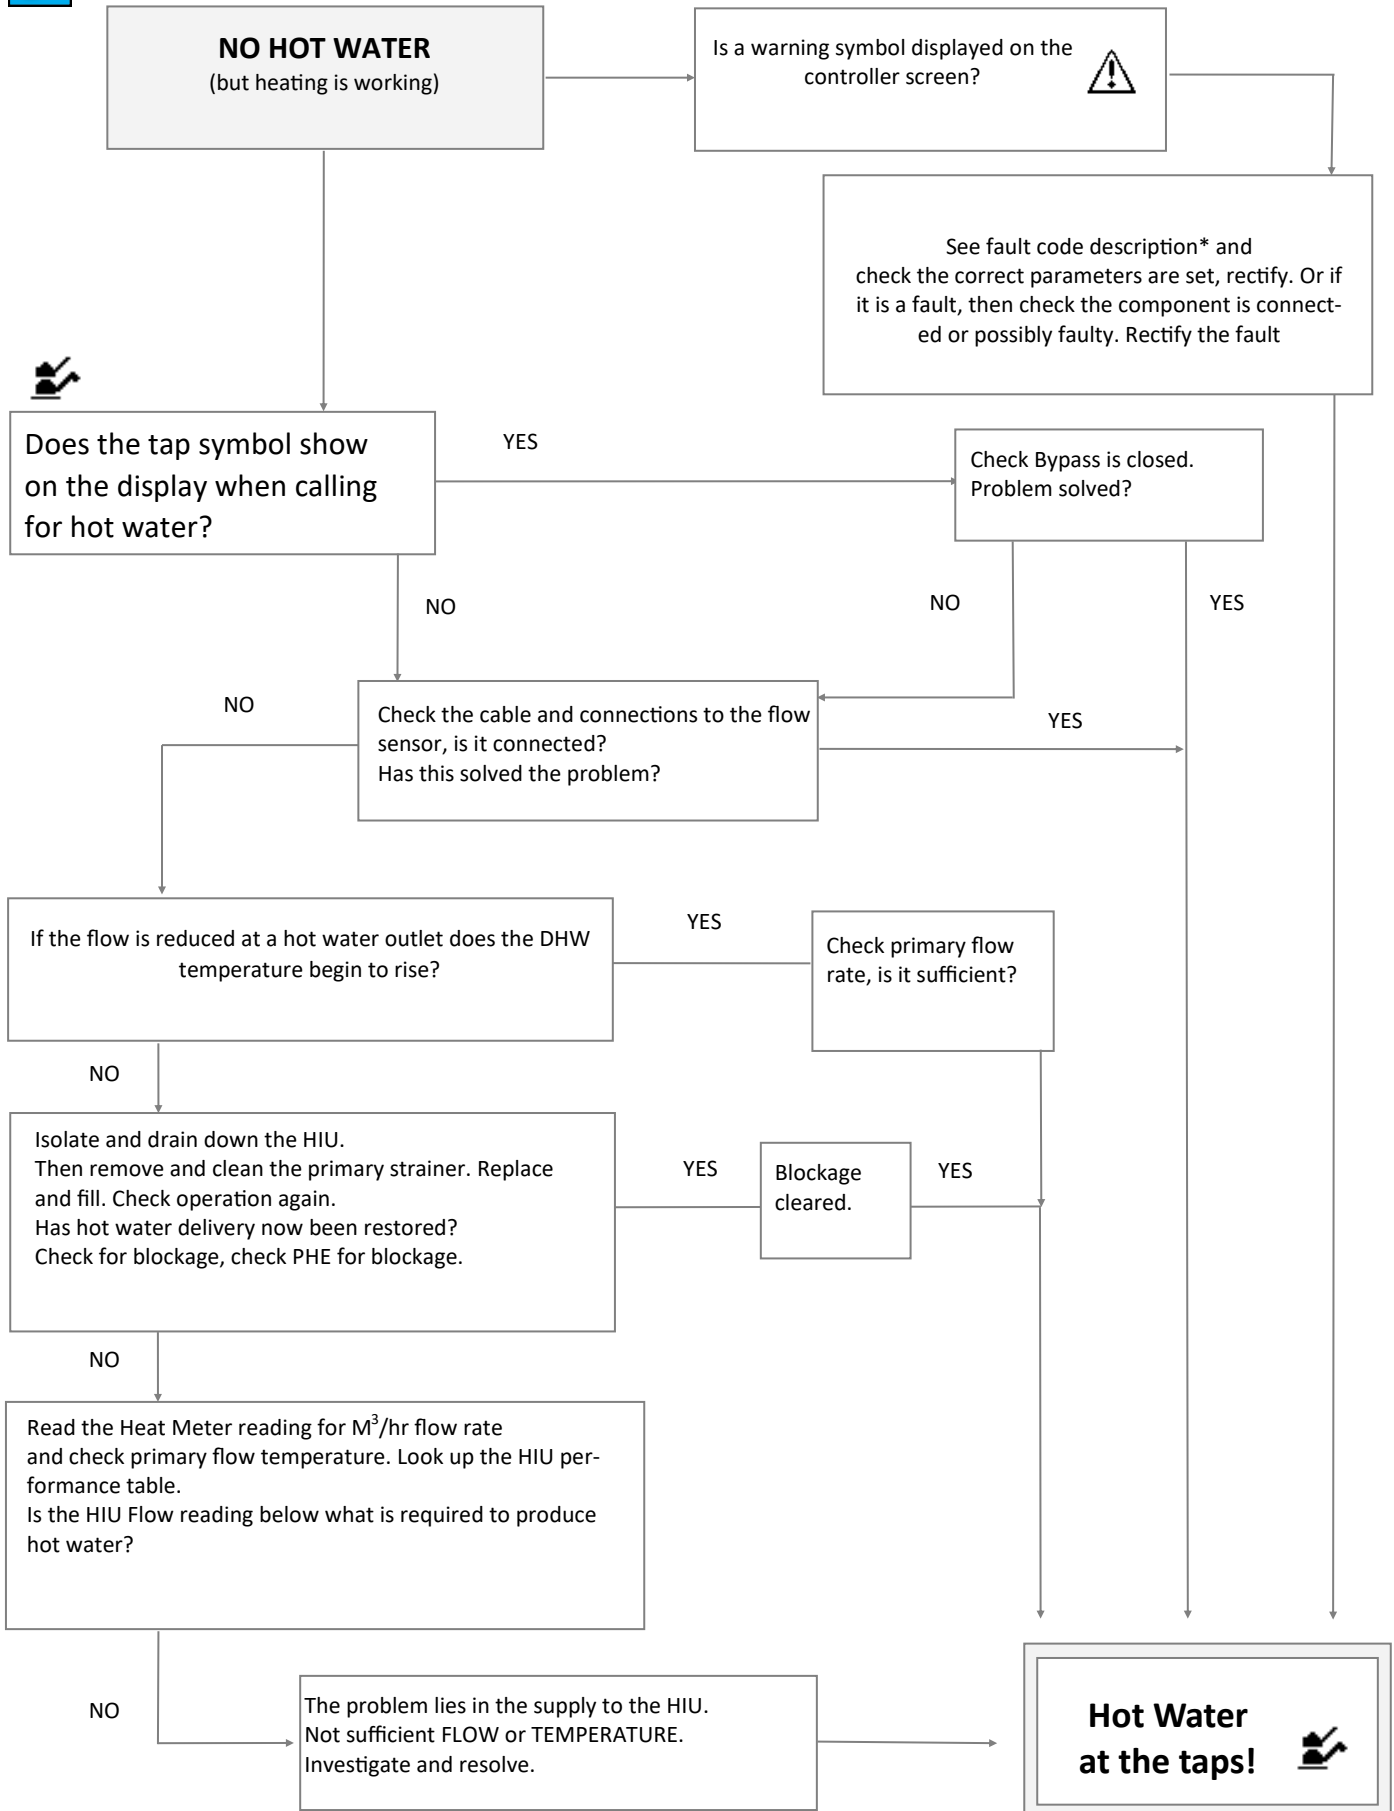 NO HOT WATER
(but heating is working)
Is a warning symbol displayed on the
controller screen?
See fault code description* and
check the correct parameters are set, rectify. Or if
it is a fault, then check the component is connect-
ed or possibly faulty. Rectify the fault
Does the tap symbol show
on the display when calling
for hot water?
YES
Check Bypass is closed.
Problem solved?
NO
NO
YES
NO
Check the cable and connections to the flow
sensor, is it connected?
Has this solved the problem?
YES
If the flow is reduced at a hot water outlet does the DHW
temperature begin to rise?
YES
Check primary flow
rate, is it sufficient?
NO
Isolate and drain down the HIU.
Then remove and clean the primary strainer. Replace
and fill. Check operation again.
Has hot water delivery now been restored?
Check for blockage, check PHE for blockage.
YES
Blockage
cleared.
YES
NO
Read the Heat Meter reading for M³/hr flow rate
and check primary flow temperature. Look up the HIU per-
formance table.
Is the HIU Flow reading below what is required to produce
hot water?
NO
The problem lies in the supply to the HIU.
Not sufficient FLOW or TEMPERATURE.
Investigate and resolve.
Hot Water
at the taps!